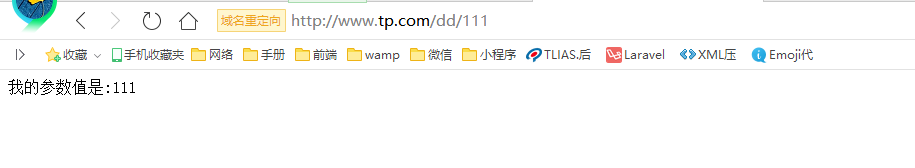 域名重定向 http://www.tp.com/dd/111
收藏 手机收藏夹 网络 手册 前端 wamp 微信 小程序 TLIAS.后 Laravel XML压 Emoji代
我的参数值是:111